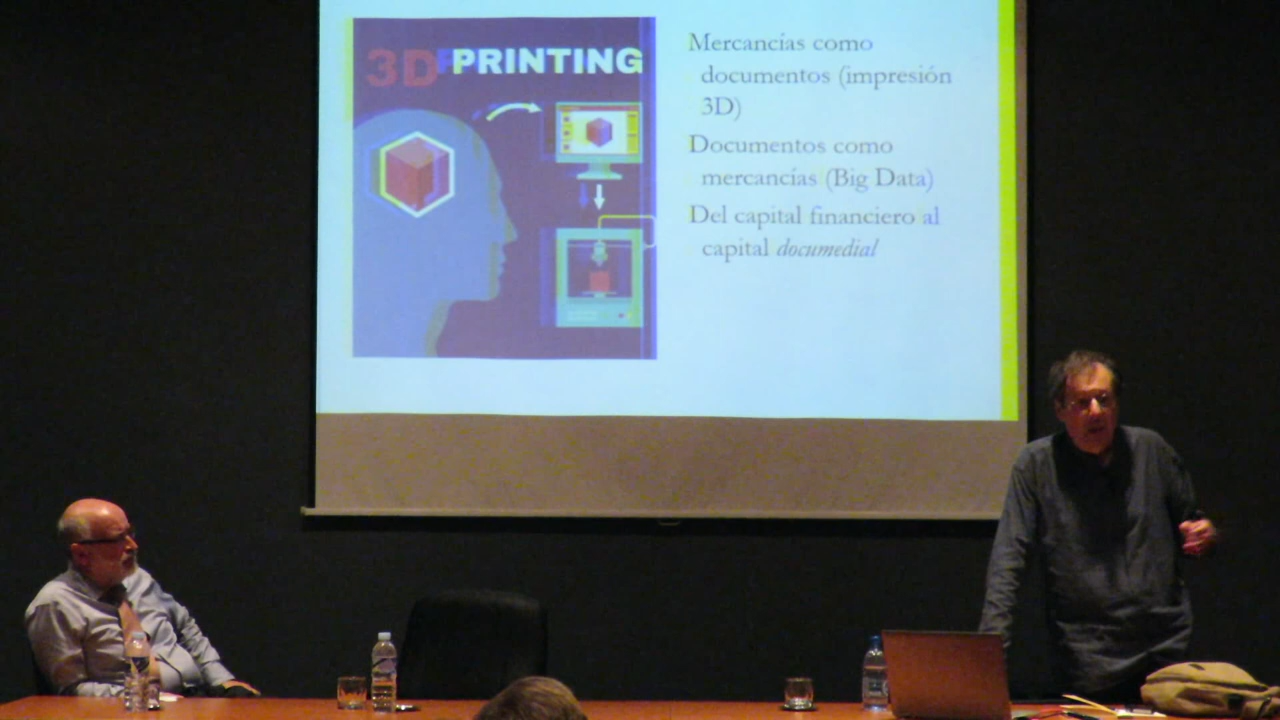 3D PRINTING
Mercancías como
documentos (impresión
3D)
Documentos como
mercancías (Big Data)
Del capital financiero al
capital documedial